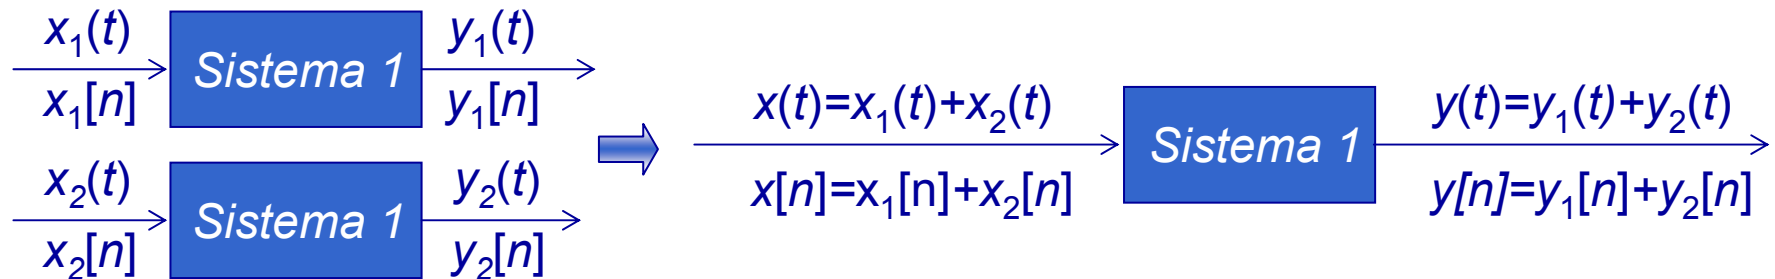 x₁(t)
Sistema 1
y₁(t)
x₁[n]
y₁[n]
x₂(t)
Sistema 1
y₂(t)
x₂[n]
y₂[n]
x(t)=x₁(t)+x₂(t)
x[n]=x₁[n]+x₂[n]
Sistema 1
y(t)=y₁(t)+y₂(t)
y[n]=y₁[n]+y₂[n]